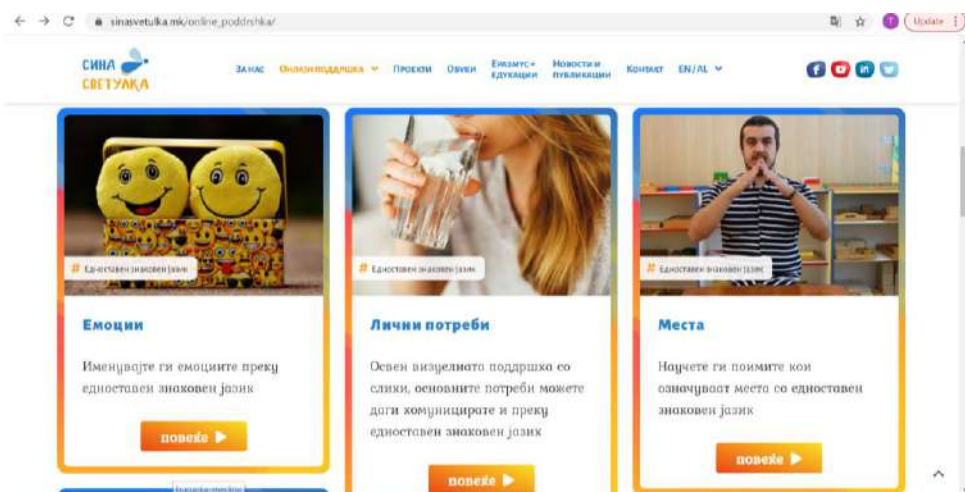 sinasvetulka.mk/online_poddrshka/
Update
СИНА
СВЕТУЛКА
ЗА НАС
ОНЛАЈН ПОДДРШКА
ПРОЕКТИ
ОБУКИ
ЕРАЗМУС+
ЕДУКАЦИИ
НОВОСТИ И
ПУБЛИКАЦИИ
КОНТАКТ
EN/AL
# Едноставен знаковен јазик
# Едноставен знаковен јазик
# Едноставен знаковен јазик
Емоции
Именувајте ги емоциите преку
едноставен знаковен јазик
повеќе
Лични потреби
Освен визуелната поддршка со
слики, основните потреби можете
даги комуницирате и преку
едноставен знаковен јазик
повеќе
Места
Научете ги поимите кои
означуваат места со едноставен
знаковен јазик
повеќе